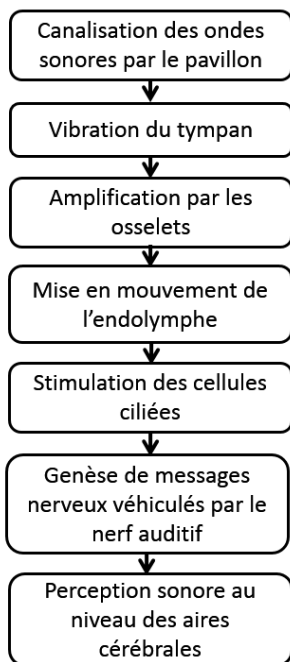 Canalisation des ondes
sonores par le pavillon
Vibration du tympan
Amplification par les
osselets
Mise en mouvement de
l'endolymphe
Stimulation des cellules
ciliées
Genèse de messages
nerveux véhiculés par le
nerf auditif
Perception sonore au
niveau des aires
cérébrales